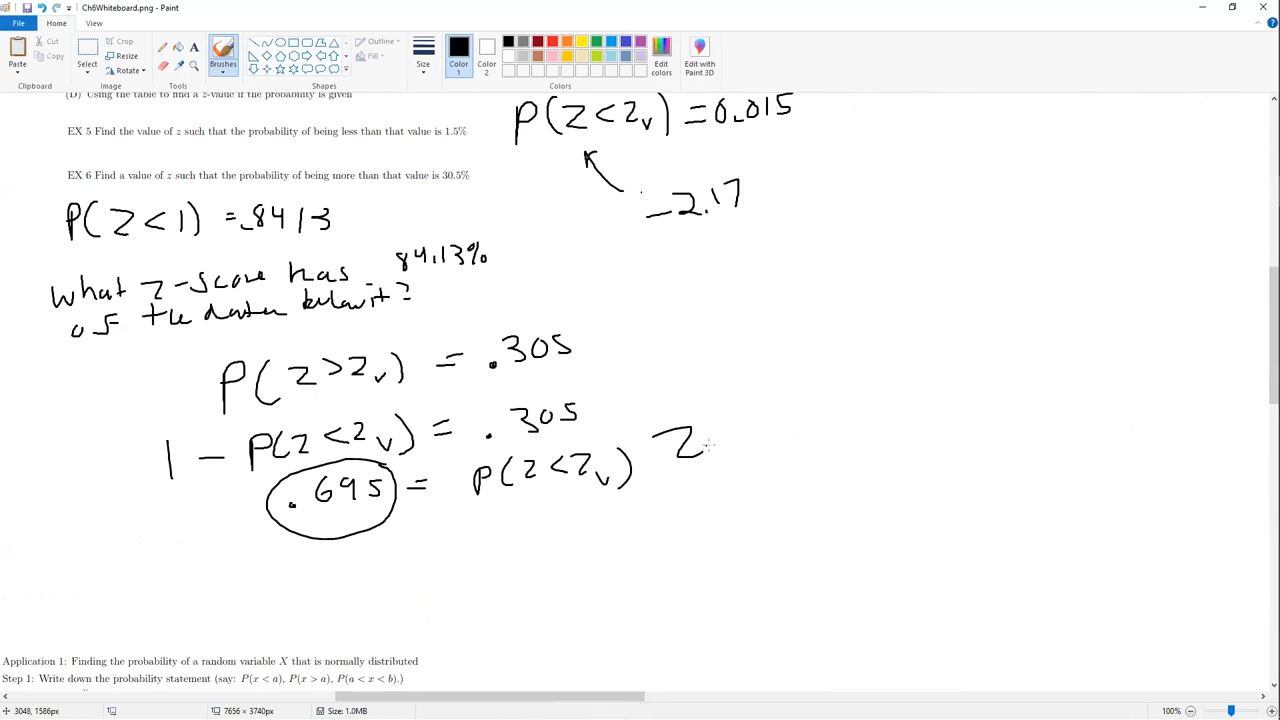 Ch6Whiteboard.png - Paint
File Home View
Paste Cut Copy Clipboard
Select Crop Resize Rotate Image
Tools
Brushes
Shapes Outline Fill
Size
Color 1 Color 2 Edit colors Colors
Edit with Paint 3D
(D) Using the table to find a z-value if the probability is given
P(Z < Zv) = 0.015
EX 5 Find the value of z such that the probability of being less than that value is 1.5%
EX 6 Find a value of z such that the probability of being more than that value is 30.5%
-2.17
P(Z < 1) = .8413
What z-score has 84.13%
of the data below it?
P(Z > Zv) = .305
1 - P(Z < Zv) = .305
.695 = P(Z < Zv) Z
Application 1: Finding the probability of a random variable X that is normally distributed
Step 1: Write down the probability statement (say: P(x < a), P(x > a), P(a < x < b).)
3048, 1586px 7656 × 3740px Size: 1.0MB 100%